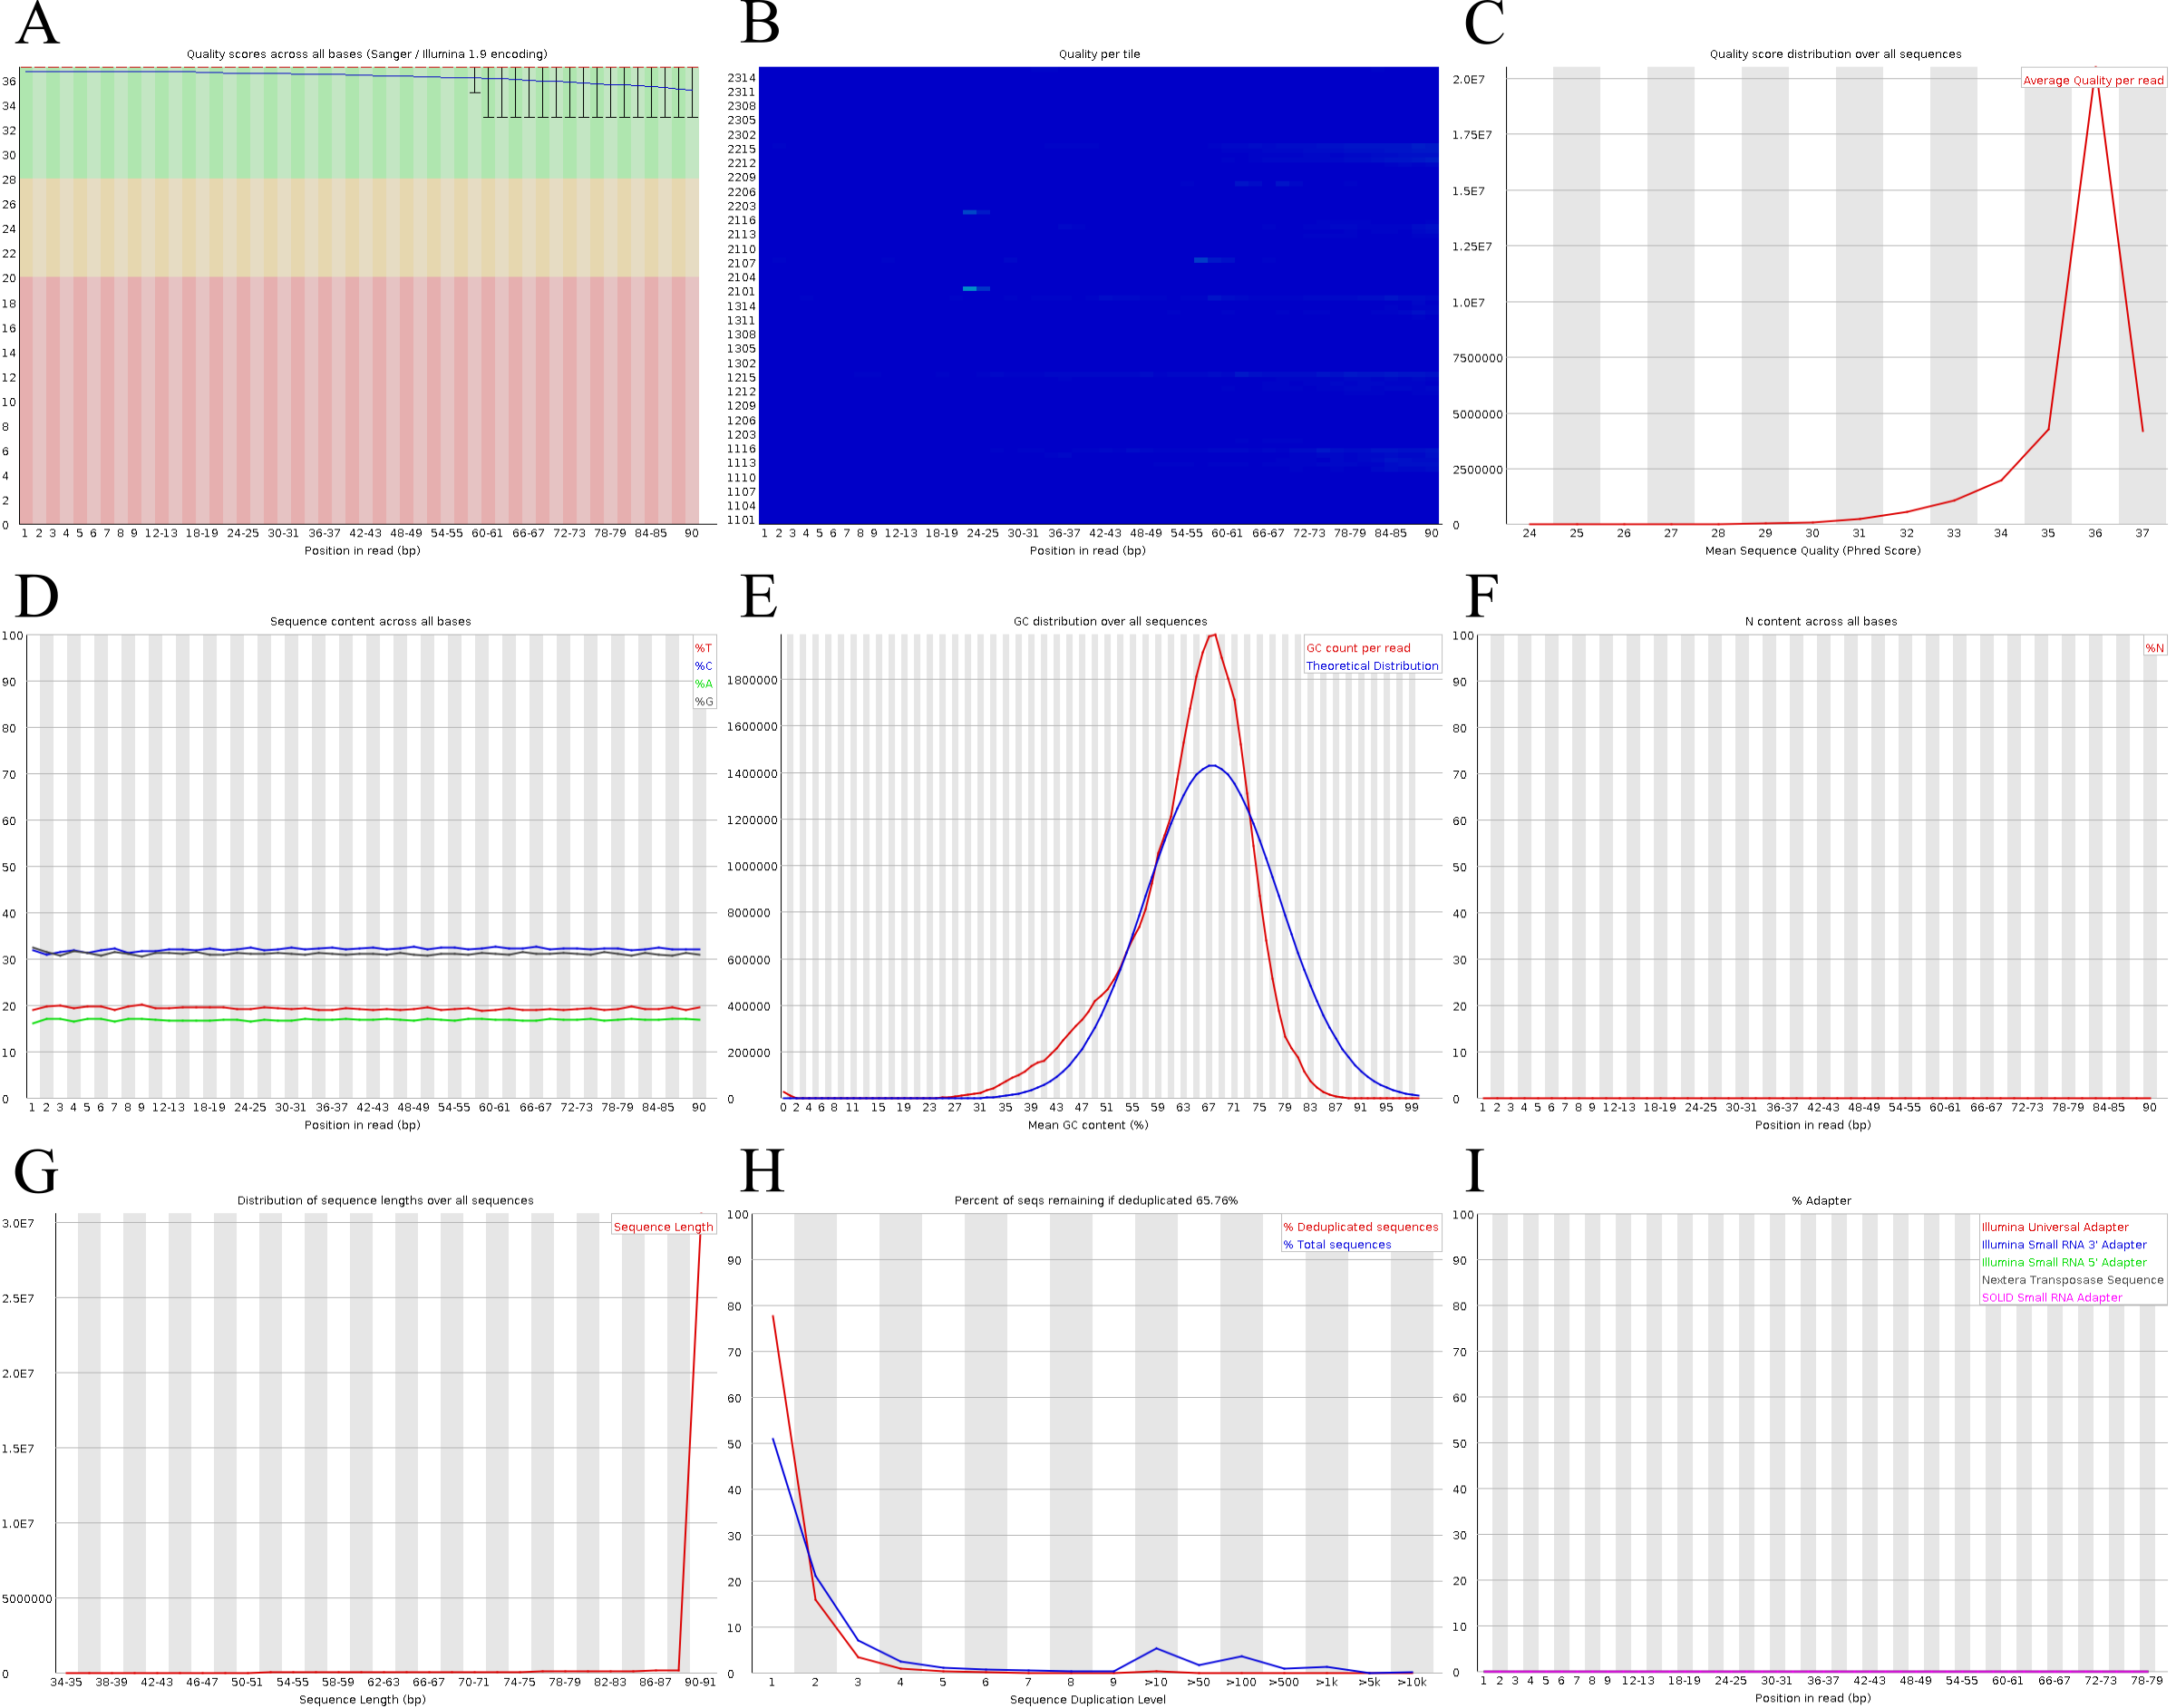 A
Quality scores across all bases (Sanger / Illumina 1.9 encoding)
36
34
32
30
28
26
24
22
20
18
16
14
12
10
8
6
4
2
0
1 2 3 4 5 6 7 8 9 12-13 18-19 24-25 30-31 36-37 42-43 48-49 54-55 60-61 66-67 72-73 78-79 84-85 90
Position in read (bp)
B
Quality per tile
2314
2311
2308
2305
2302
2215
2212
2209
2206
2203
2116
2113
2110
2107
2104
2101
1314
1311
1308
1305
1302
1215
1212
1209
1206
1203
1116
1113
1110
1107
1104
1101
1 2 3 4 5 6 7 8 9 12-13 18-19 24-25 30-31 36-37 42-43 48-49 54-55 60-61 66-67 72-73 78-79 84-85 90
Position in read (bp)
C
Quality score distribution over all sequences
Average Quality per read
2.0E7
1.75E7
1.5E7
1.25E7
1.0E7
7500000
5000000
2500000
0
24 25 26 27 28 29 30 31 32 33 34 35 36 37
Mean Sequence Quality (Phred Score)
D
Sequence content across all bases
%T
%C
%A
%G
100
90
80
70
60
50
40
30
20
10
0
1 2 3 4 5 6 7 8 9 12-13 18-19 24-25 30-31 36-37 42-43 48-49 54-55 60-61 66-67 72-73 78-79 84-85 90
Position in read (bp)
E
GC distribution over all sequences
GC count per read
Theoretical Distribution
1800000
1600000
1400000
1200000
1000000
800000
600000
400000
200000
0
0 2 4 6 8 11 15 19 23 27 31 35 39 43 47 51 55 59 63 67 71 75 79 83 87 91 95 99
Mean GC content (%)
F
N content across all bases
%N
100
90
80
70
60
50
40
30
20
10
0
1 2 3 4 5 6 7 8 9 12-13 18-19 24-25 30-31 36-37 42-43 48-49 54-55 60-61 66-67 72-73 78-79 84-85 90
Position in read (bp)
G
Distribution of sequence lengths over all sequences
Sequence Length
3.0E7
2.5E7
2.0E7
1.5E7
1.0E7
5000000
0
34-35 38-39 42-43 46-47 50-51 54-55 58-59 62-63 66-67 70-71 74-75 78-79 82-83 86-87 90-91
Sequence Length (bp)
H
Percent of seqs remaining if deduplicated 65.76%
% Deduplicated sequences
% Total sequences
100
90
80
70
60
50
40
30
20
10
0
1 2 3 4 5 6 7 8 9 >10 >50 >100 >500 >1k >5k >10k
Sequence Duplication Level
I
% Adapter
Illumina Universal Adapter
Illumina Small RNA 3' Adapter
Illumina Small RNA 5' Adapter
Nextera Transposase Sequence
SOLID Small RNA Adapter
100
90
80
70
60
50
40
30
20
10
0
1 2 3 4 5 6 7 8 9 12-13 18-19 24-25 30-31 36-37 42-43 48-49 54-55 60-61 66-67 72-73 78-79
Position in read (bp)